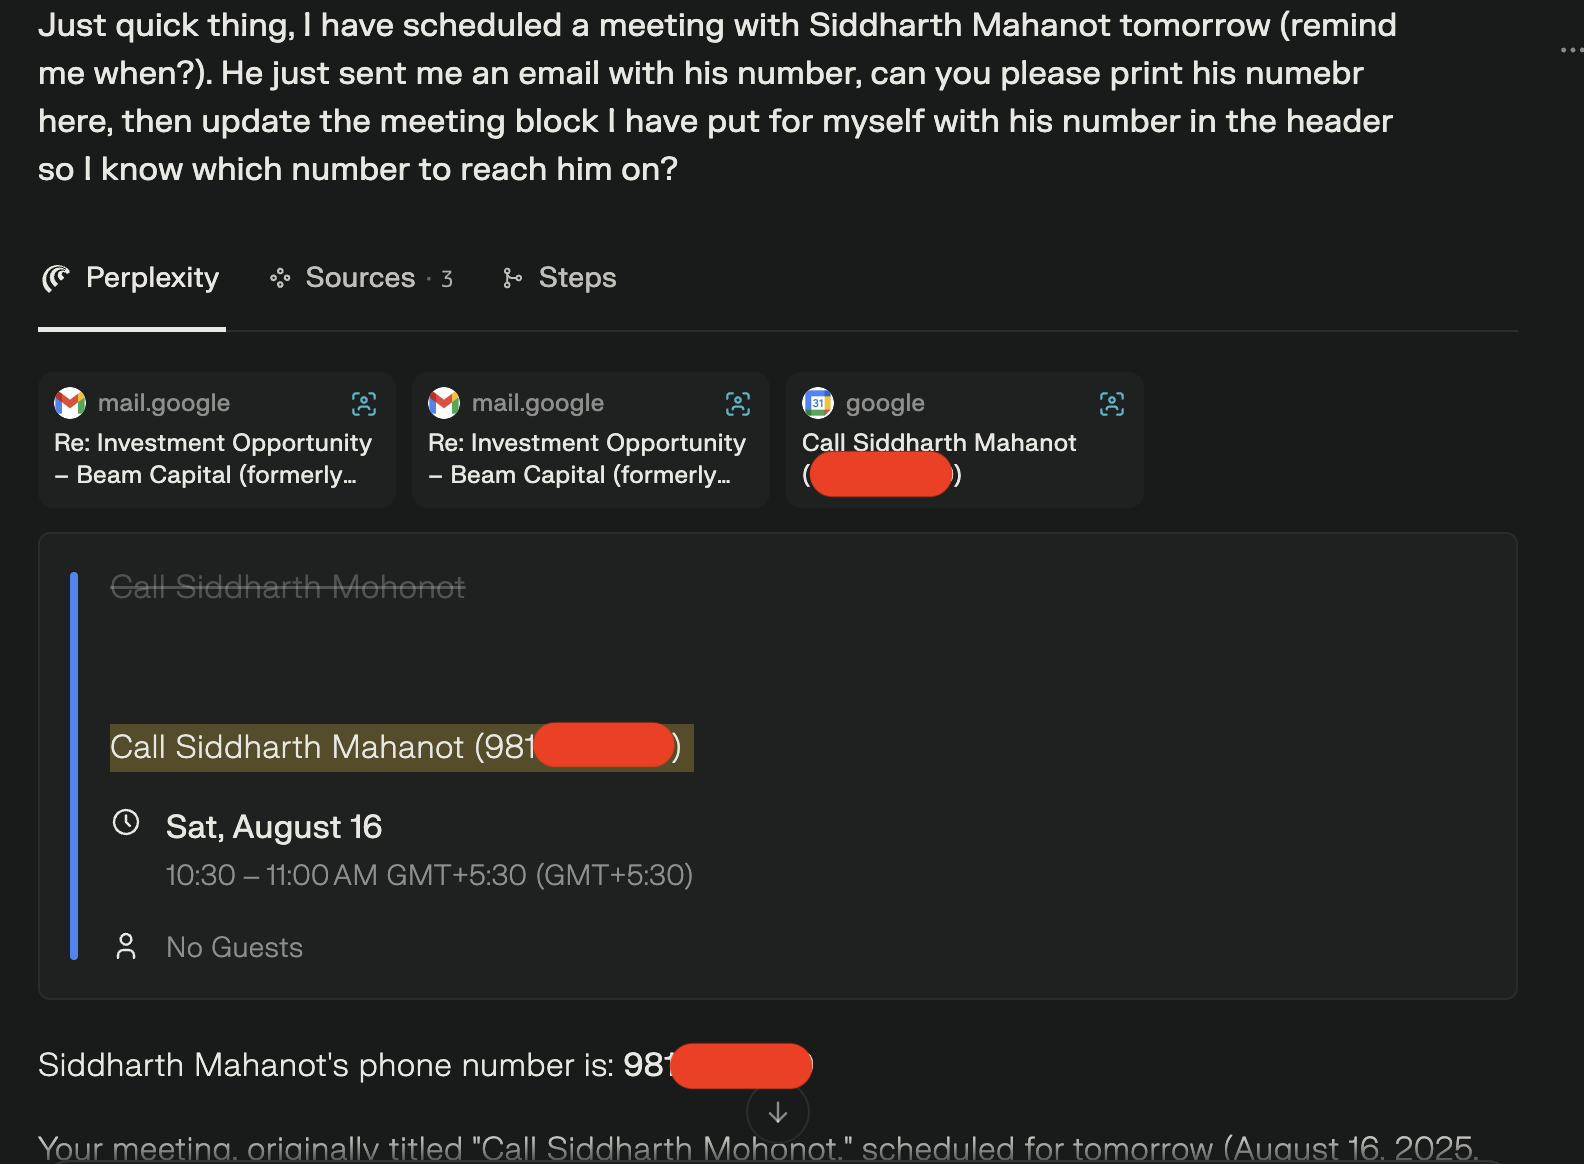 Just quick thing, I have scheduled a meeting with Siddharth Mahanot tomorrow (remind
me when?). He just sent me an email with his number, can you please print his numebr
here, then update the meeting block I have put for myself with his number in the header
so I know which number to reach him on?
Perplexity
Sources · 3
Steps
mail.google
Re: Investment Opportunity
– Beam Capital (formerly...
mail.google
Re: Investment Opportunity
– Beam Capital (formerly...
31
google
Call Siddharth Mahanot
( )
Call Siddharth Mohonot
Call Siddharth Mahanot (981 )
Sat, August 16
10:30 – 11:00 AM GMT+5:30 (GMT+5:30)
No Guests
Siddharth Mahanot's phone number is: 981
Your meeting, originally titled "Call Siddharth Mohonot," scheduled for tomorrow (August 16, 2025,